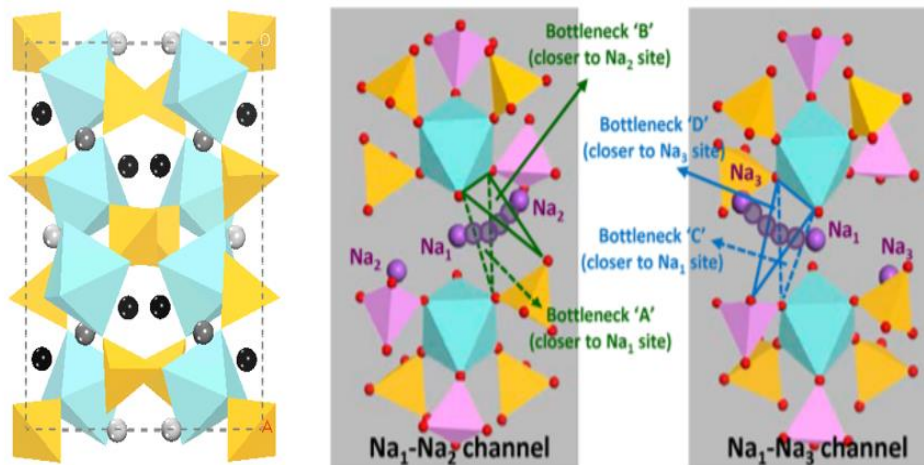 O
A
Bottleneck ‘B’
(closer to Na₂ site)
Na₂
Na₁
Na₂
Bottleneck ‘A’
(closer to Na₁ site)
Na₁-Na₂ channel
Bottleneck ‘D’
(closer to Na₃ site)
Na₃
Na₁
Bottleneck ‘C’
(closer to Na₁ site)
Na₃
Na₁-Na₃ channel